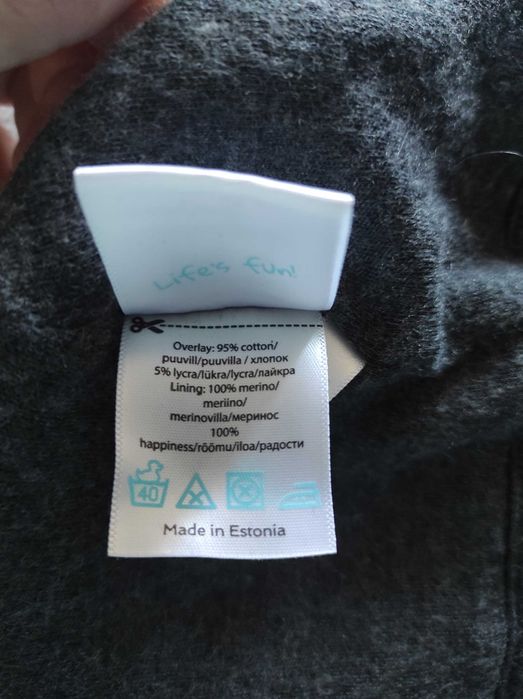 Life's fun!
Overlay: 95% cotton/
puuvill/puuvilla / хлопок
5% lycra/lükra/lycra/лайкра
Lining: 100% merino/
meriino/
merinovilla/меринос
100%
happiness/rõõmu/iloa/радости
40
Made in Estonia